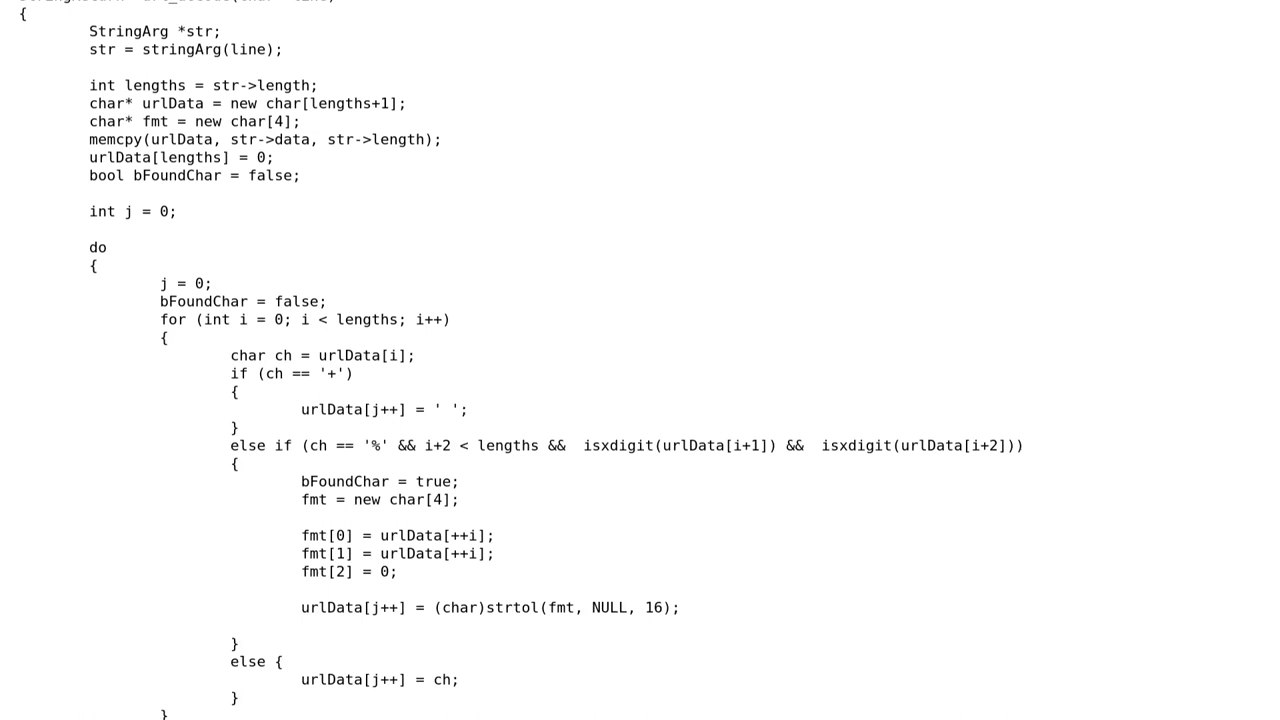 {
StringArg *str;
str = stringArg(line);
int lengths = str->length;
char* urlData = new char[lengths+1];
char* fmt = new char[4];
memcpy(urlData, str->data, str->length);
urlData[lengths] = 0;
bool bFoundChar = false;
int j = 0;
do
{
j = 0;
bFoundChar = false;
for (int i = 0; i < lengths; i++)
{
char ch = urlData[i];
if (ch == '+')
{
urlData[j++] = ' ';
}
else if (ch == '%' && i+2 < lengths &&  isxdigit(urlData[i+1]) &&  isxdigit(urlData[i+2]))
{
bFoundChar = true;
fmt = new char[4];
fmt[0] = urlData[++i];
fmt[1] = urlData[++i];
fmt[2] = 0;
urlData[j++] = (char)strtol(fmt, NULL, 16);
}
else {
urlData[j++] = ch;
}
}